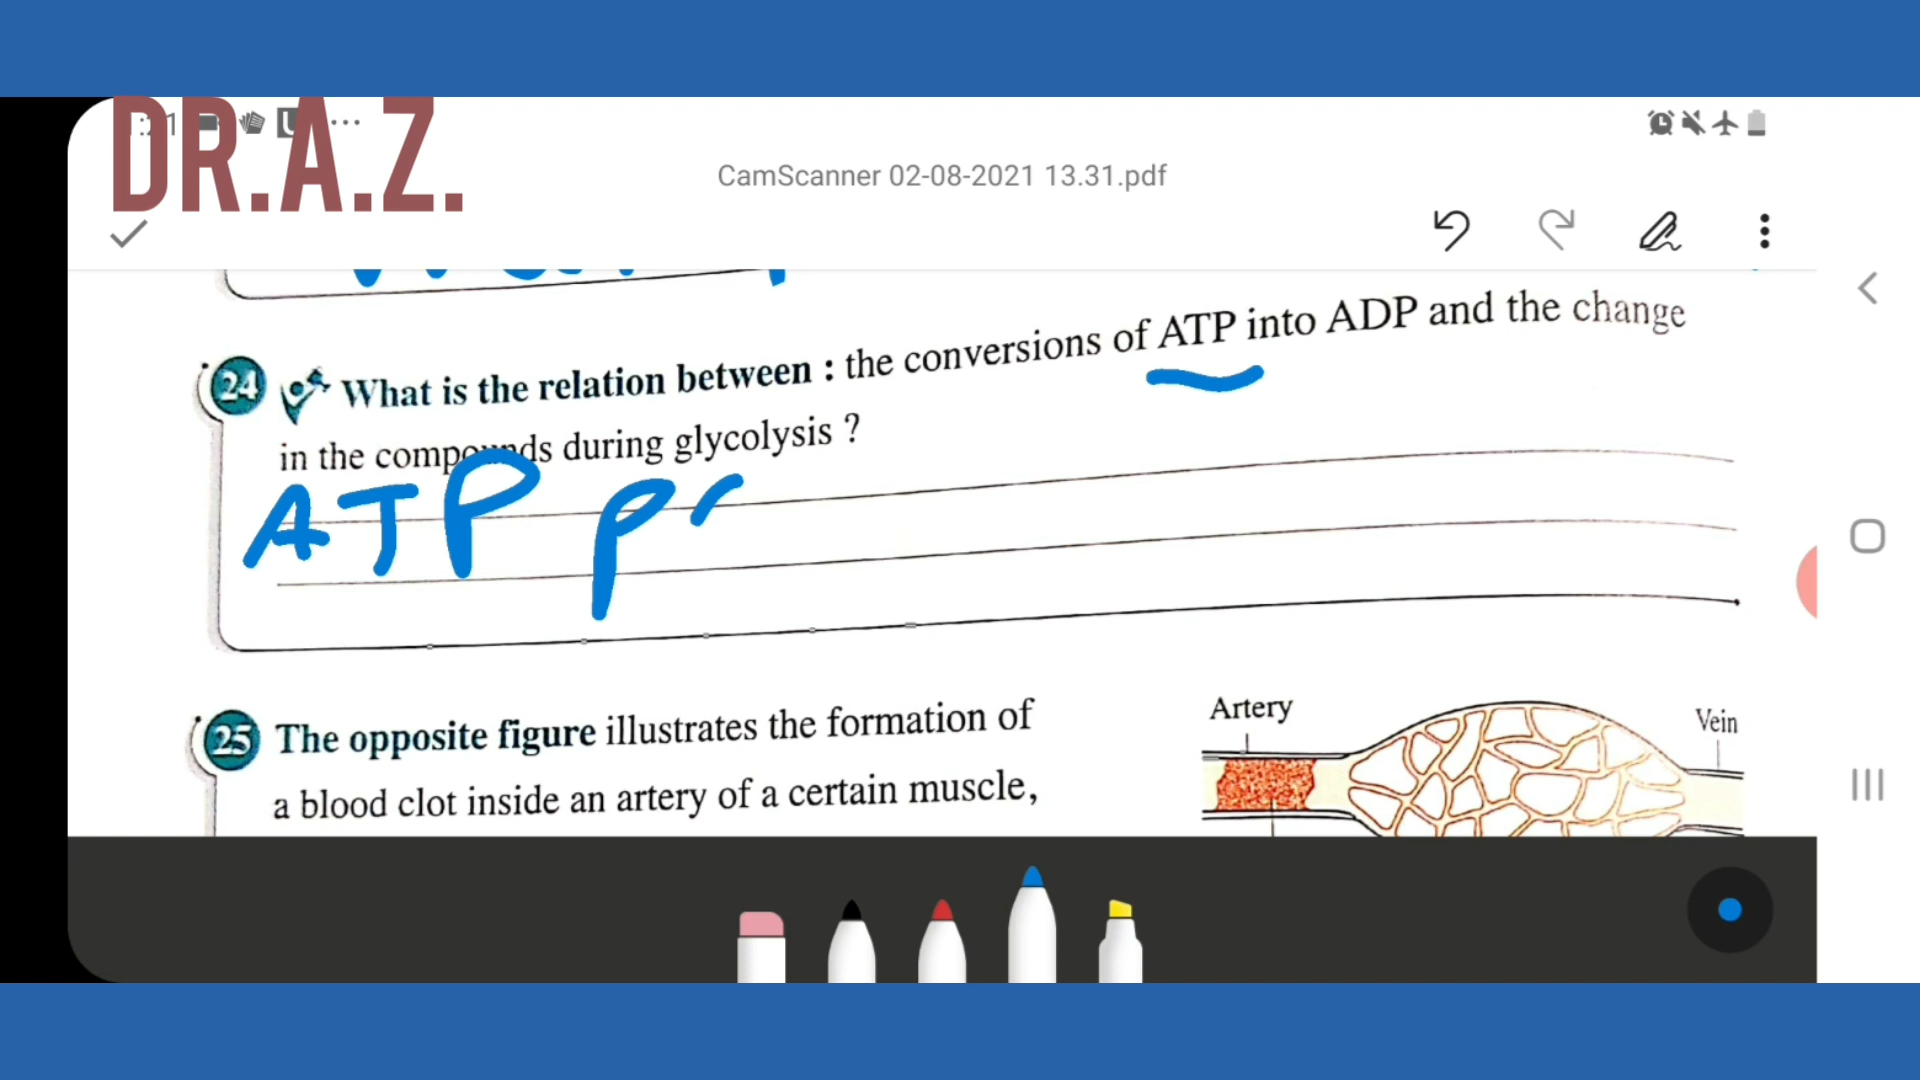 DR.A.Z.
CamScanner 02-08-2021 13.31.pdf
24 What is the relation between : the conversions of ATP into ADP and the change
in the compounds during glycolysis ?
ATP pr
25 The opposite figure illustrates the formation of
a blood clot inside an artery of a certain muscle,
Artery
Vein